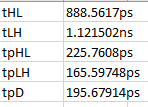 tHL 888.5617ps
tLH 1.121502ns
tpHL 225.7608ps
tpLH 165.59748ps
tpD 195.67914ps